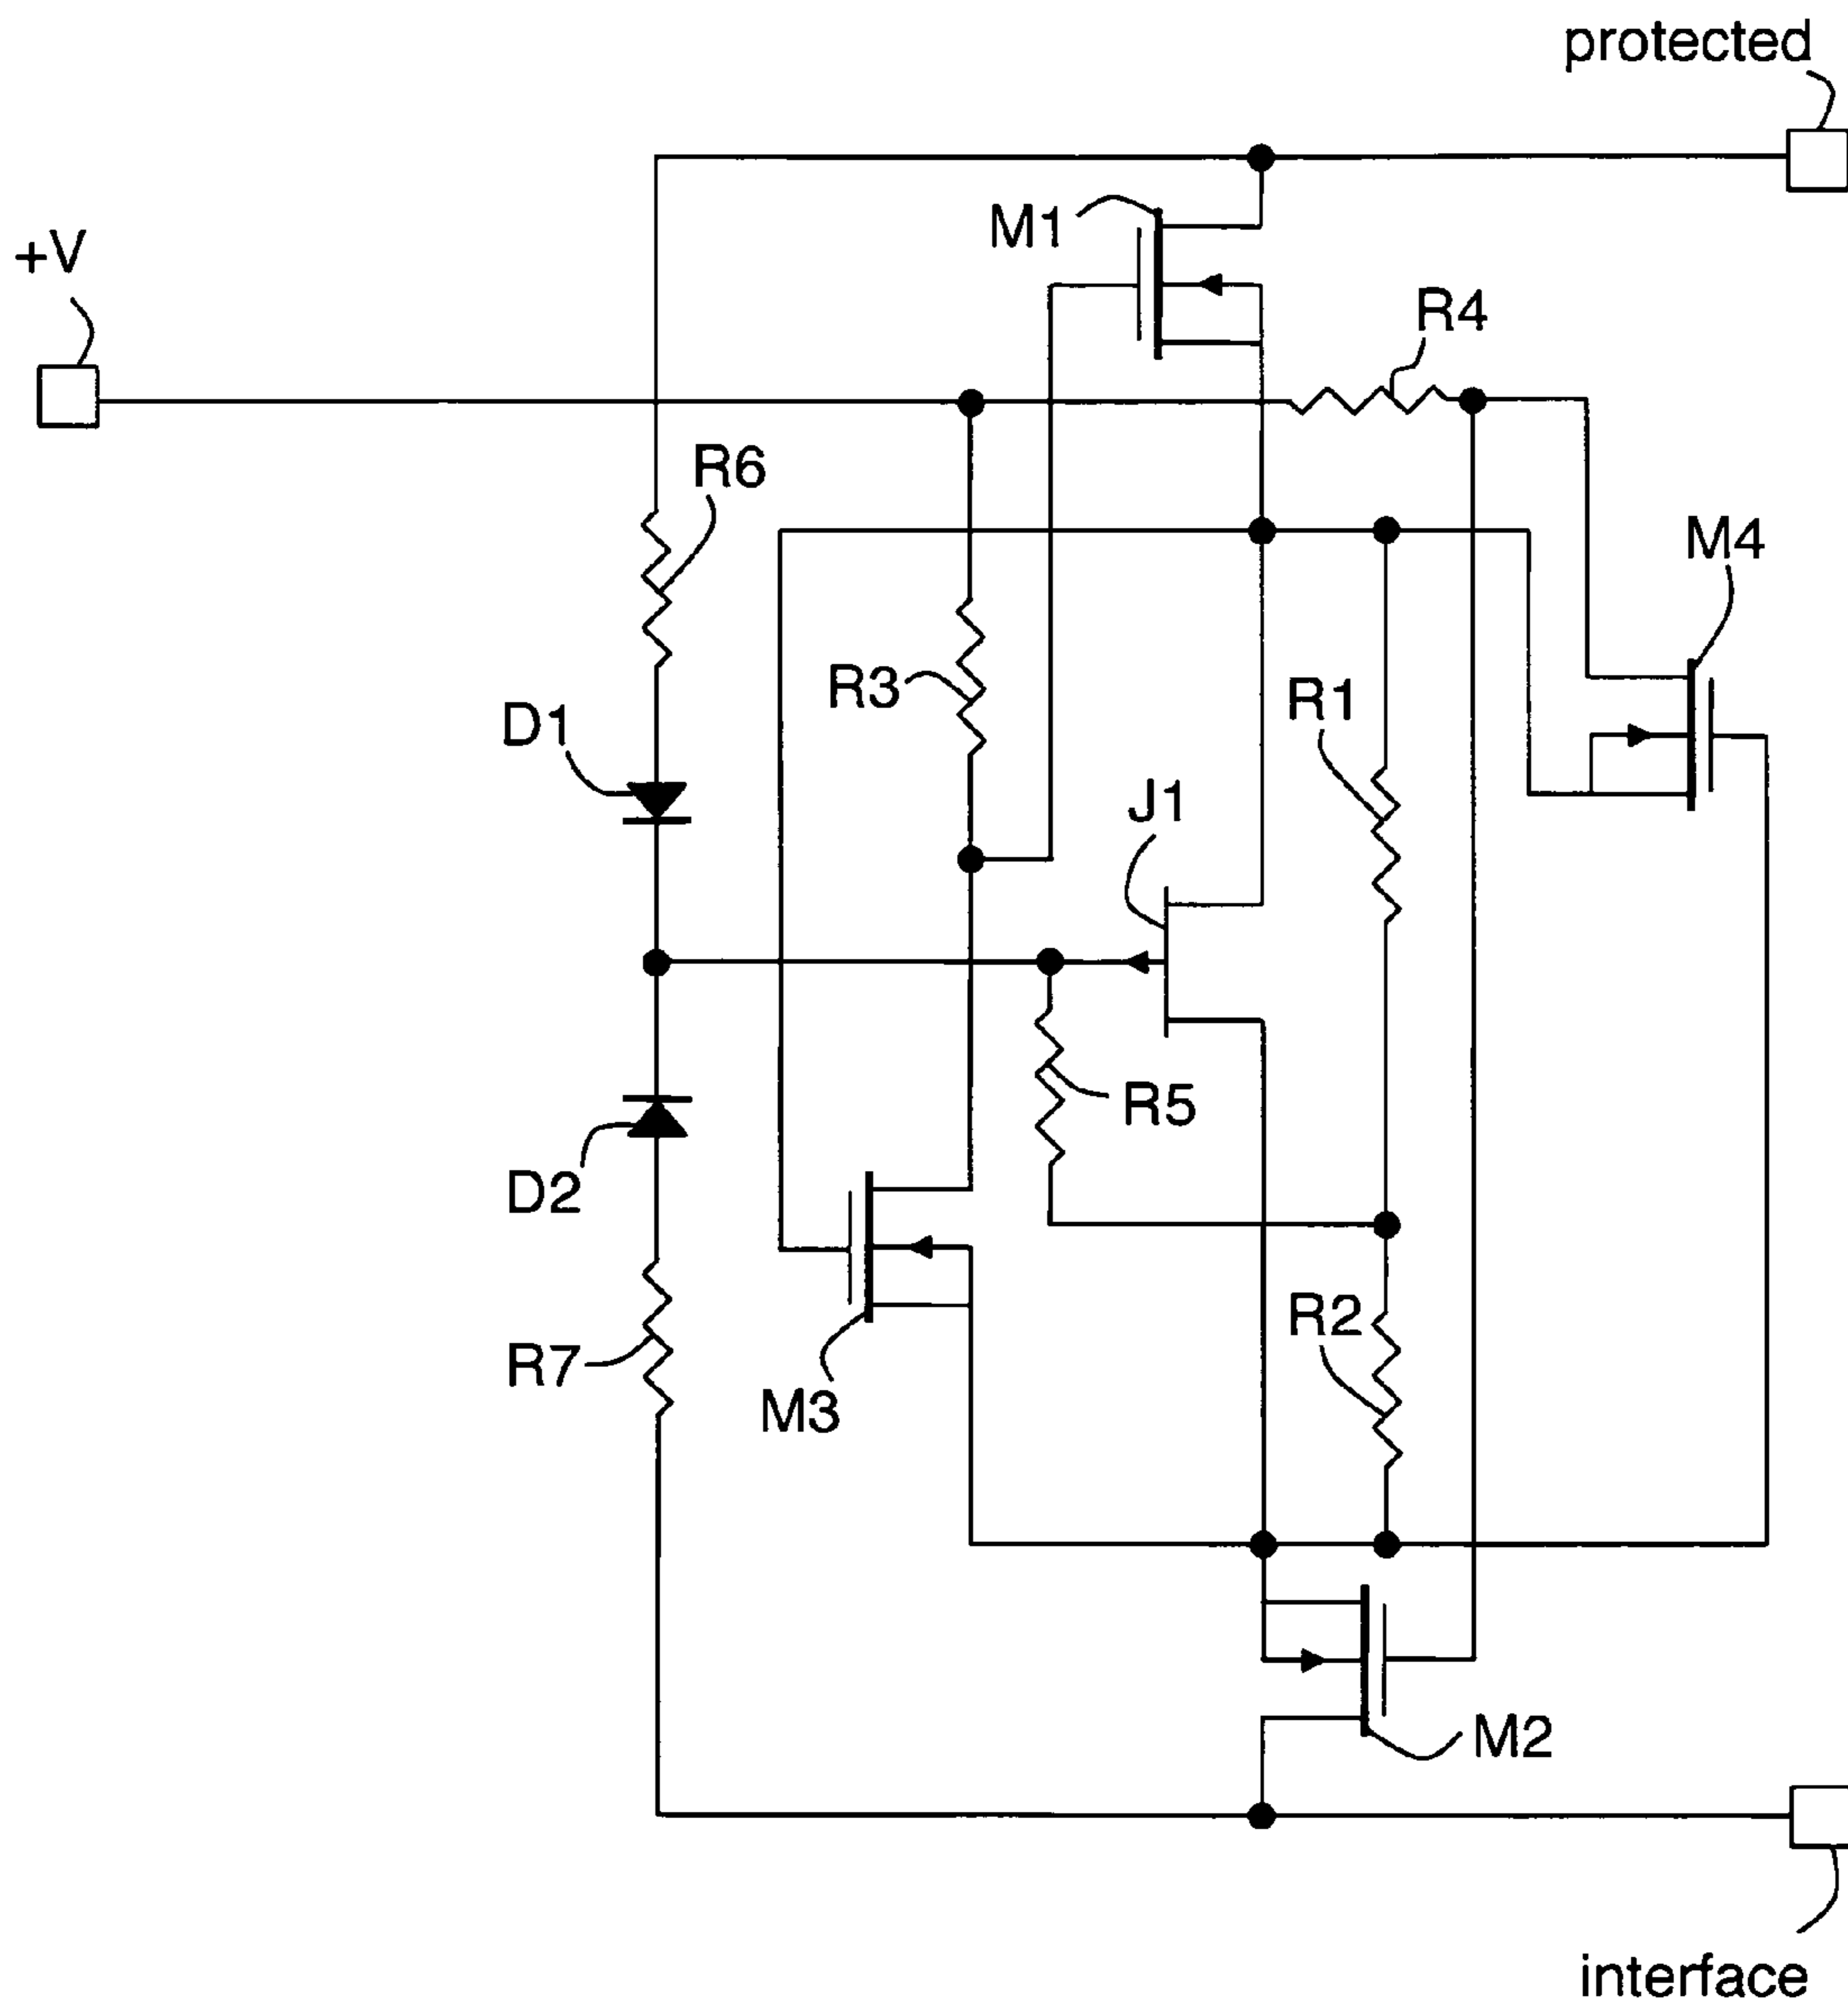 protected
M1
+V
R4
R6
M4
R3
R1
D1
J1
R5
D2
R2
R7
M3
M2
interface